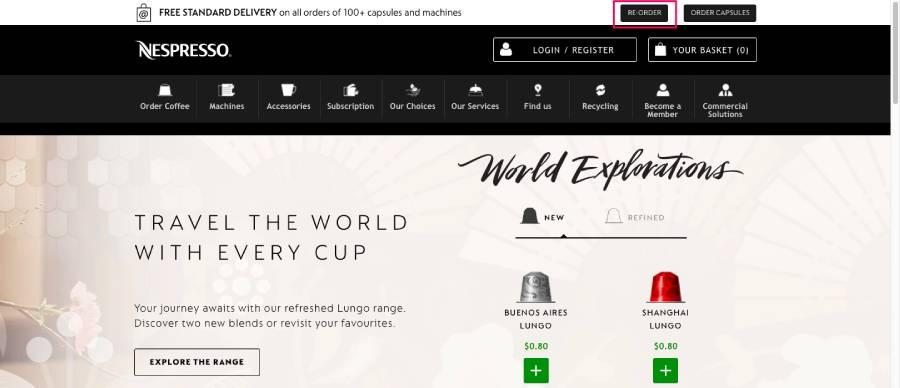 FREE STANDARD DELIVERY on all orders of 100+ capsules and machines
RE-ORDER
ORDER CAPSULES
NESPRESSO.
LOGIN / REGISTER
YOUR BASKET (0)
Order Coffee
Machines
Accessories
Subscription
Our Choices
Our Services
Find us
Recycling
Become a
Member
Commercial
Solutions
World Explorations
NEW
REFINED
TRAVEL THE WORLD
WITH EVERY CUP
Your journey awaits with our refreshed Lungo range.
Discover two new blends or revisit your favourites.
EXPLORE THE RANGE
BUENOS AIRES
LUNGO
$0.80
+
SHANGHAI
LUNGO
$0.80
+